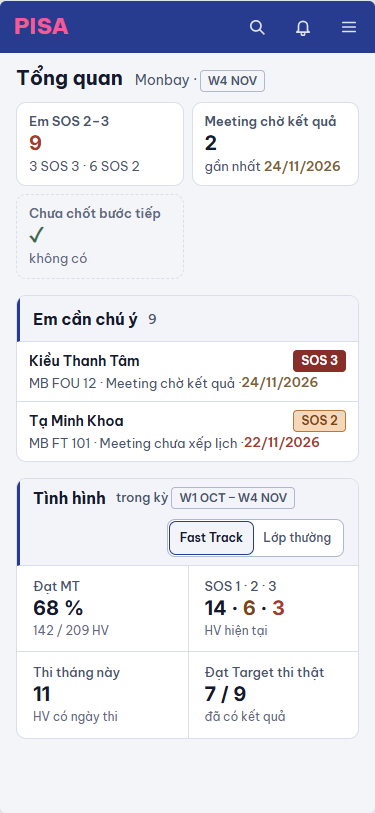 PISA
Tổng quan Monbay · W4 NOV
Em SOS 2–3
9
3 SOS 3 · 6 SOS 2
Meeting chờ kết quả
2
gần nhất 24/11/2026
Chưa chốt bước tiếp
✓
không có
Em cần chú ý 9
Kiều Thanh Tâm SOS 3
MB FOU 12 · Meeting chờ kết quả ·24/11/2026
Tạ Minh Khoa SOS 2
MB FT 101 · Meeting chưa xếp lịch ·22/11/2026
Tình hình trong kỳ W1 OCT – W4 NOV
Fast Track Lớp thường
Đạt MT
68 %
142 / 209 HV
SOS 1 · 2 · 3
14 · 6 · 3
HV hiện tại
Thi tháng này
11
HV có ngày thi
Đạt Target thi thật
7 / 9
đã có kết quả